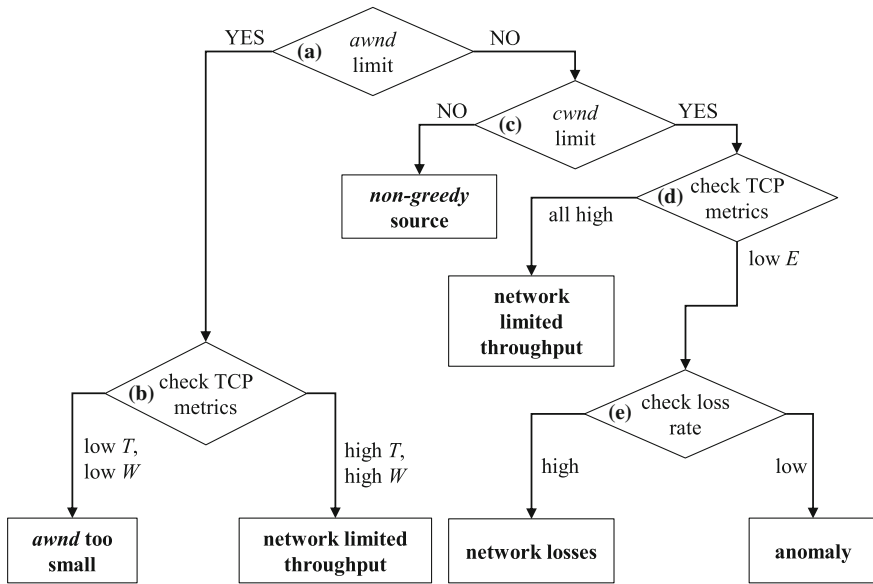 YES
(a)
awnd
limit
NO
NO
(c)
cwnd
limit
YES
non-greedy
source
(d)
check TCP
metrics
all high
low E
network
limited
throughput
(b)
check TCP
metrics
(e)
check loss
rate
low T,
low W
high T,
high W
high
low
awnd too
small
network limited
throughput
network losses
anomaly